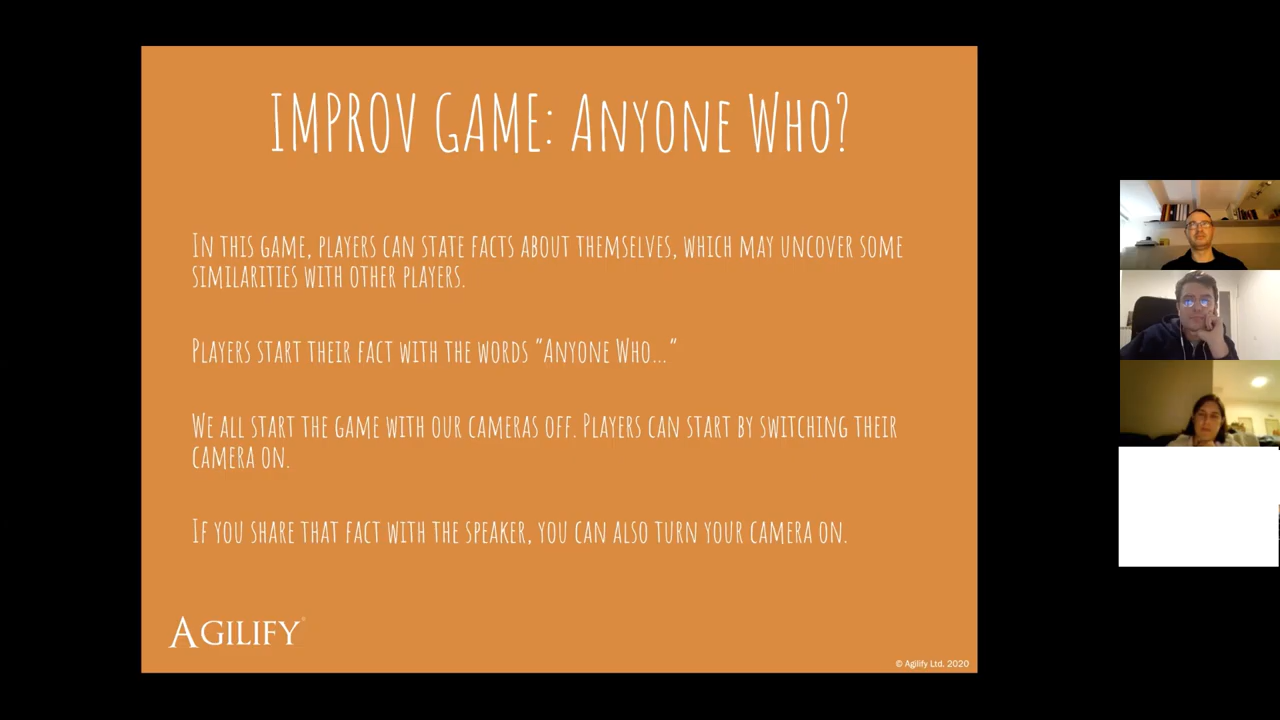 IMPROV GAME: Anyone Who?
In this game, players can state facts about themselves, which may uncover some
similarities with other players.
Players start their fact with the words "Anyone Who..."
We all start the game with our cameras off. Players can start by switching their
camera on.
If you share that fact with the speaker, you can also turn your camera on.
AGILIFY®
© Agilify Ltd. 2020